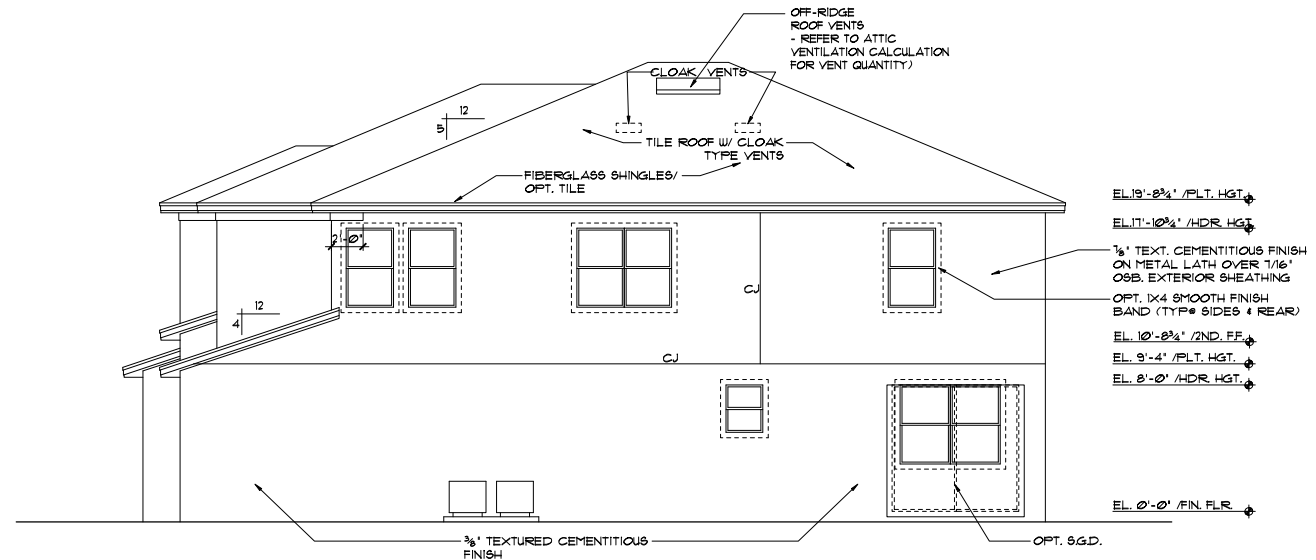 OFF-RIDGE
ROOF VENTS
- REFER TO ATTIC
VENTILATION CALCULATION
FOR VENT QUANTITY)
CLOAK VENTS
12
5
TILE ROOF W/ CLOAK
TYPE VENTS
FIBERGLASS SHINGLES/
OPT. TILE
EL.19'-8¾" /PLT. HGT.
EL.17'-10¾" /HDR. HGT.
2'-0"
⅞" TEXT. CEMENTITIOUS FINISH
ON METAL LATH OVER 7/16"
OSB. EXTERIOR SHEATHING
CJ
OPT. 1X4 SMOOTH FINISH
BAND (TYP@ SIDES & REAR)
12
4
EL. 10'-8¾" /2ND. F.F.
CJ
EL. 9'-4" /PLT. HGT.
EL. 8'-0" /HDR. HGT.
EL. 0'-0" /FIN. FLR.
⅜" TEXTURED CEMENTITIOUS
FINISH
OPT. S.G.D.